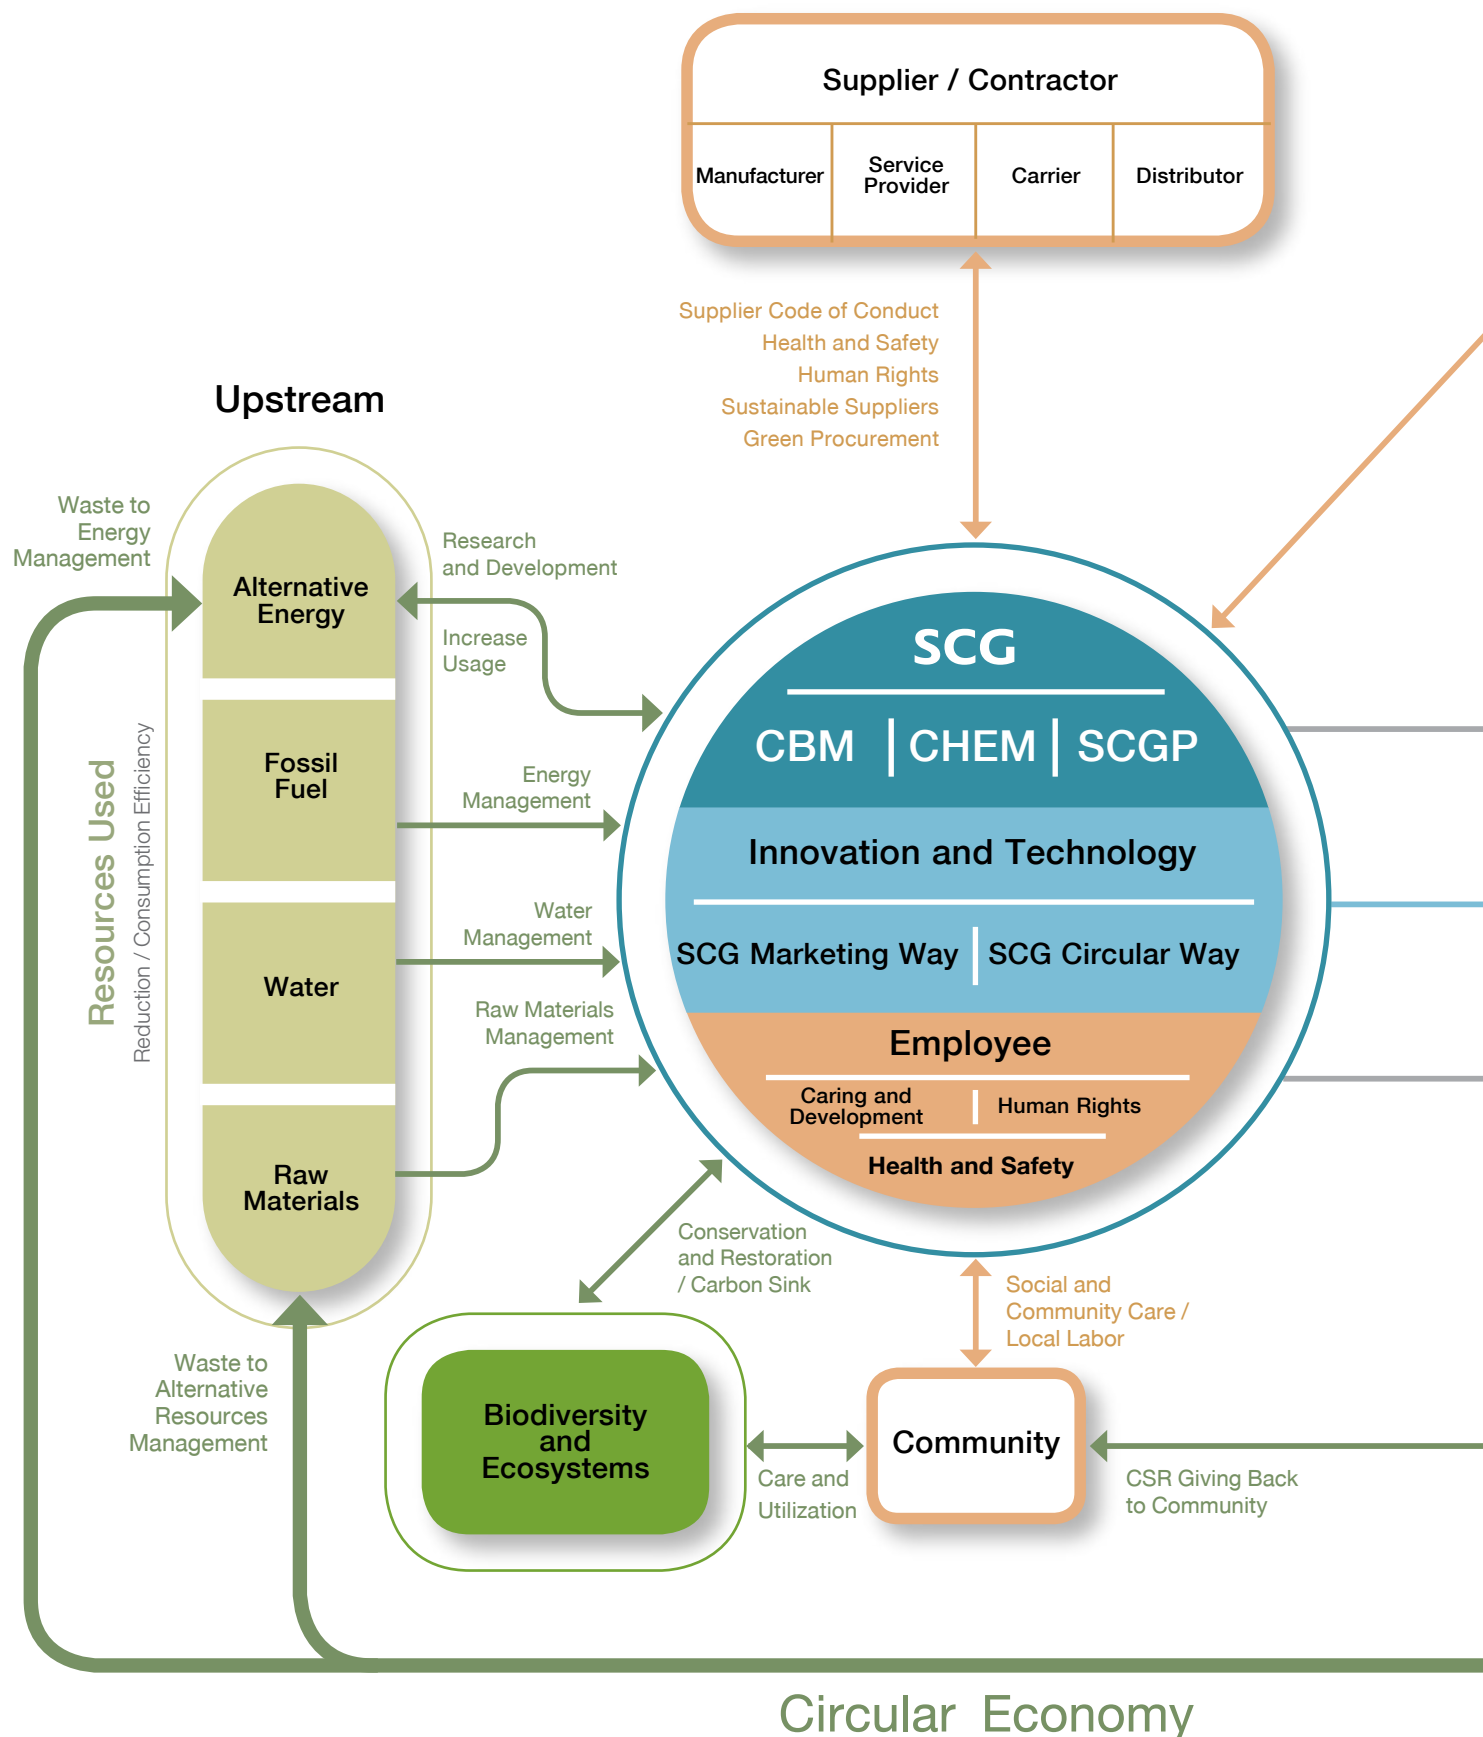 Supplier / Contractor
Manufacturer
Service
Provider
Carrier
Distributor
Supplier Code of Conduct
Health and Safety
Human Rights
Sustainable Suppliers
Green Procurement
Upstream
Waste to
Energy
Management
Alternative
Energy
Research
and Development
Increase
Usage
Fossil
Fuel
Energy
Management
Water
Water
Management
Raw
Materials
Raw Materials
Management
Resources Used
Reduction / Consumption Efficiency
SCG
CBM
CHEM
SCGP
Innovation and Technology
SCG Marketing Way
SCG Circular Way
Employee
Caring and
Development
Human Rights
Health and Safety
Conservation
and Restoration
/ Carbon Sink
Social and
Community Care /
Local Labor
Waste to
Alternative
Resources
Management
Biodiversity
and
Ecosystems
Care and
Utilization
Community
CSR Giving Back
to Community
Circular Economy